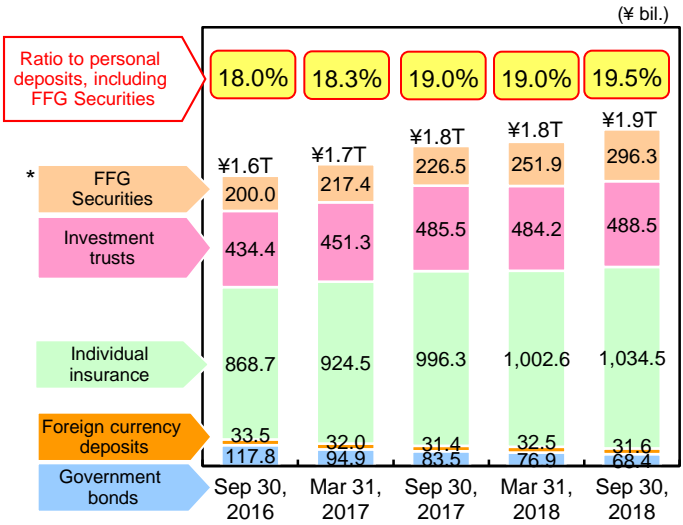 (¥ bil.)
Ratio to personal
deposits, including
FFG Securities
18.0% 18.3% 19.0% 19.0% 19.5%
¥1.6T ¥1.7T ¥1.8T ¥1.8T ¥1.9T
* FFG
Securities
200.0 217.4 226.5 251.9 296.3
Investment
trusts
434.4 451.3 485.5 484.2 488.5
Individual
insurance
868.7 924.5 996.3 1,002.6 1,034.5
Foreign currency
deposits
33.5 32.0 31.4 32.5 31.6
Government
bonds
117.8 94.9 83.5 76.9 68.4
Sep 30, Mar 31, Sep 30, Mar 31, Sep 30,
2016 2017 2017 2018 2018